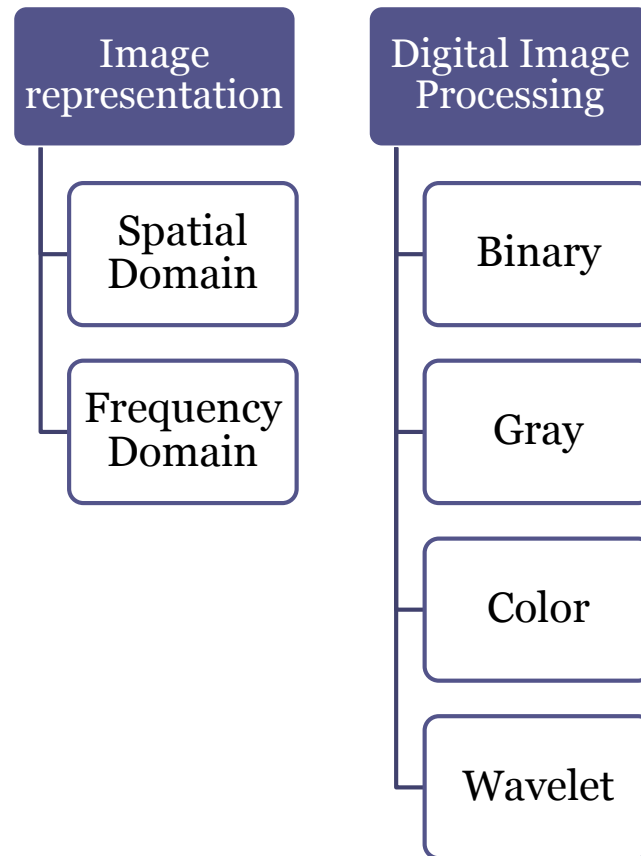 Image
representation
Spatial
Domain
Frequency
Domain
Digital Image
Processing
Binary
Gray
Color
Wavelet